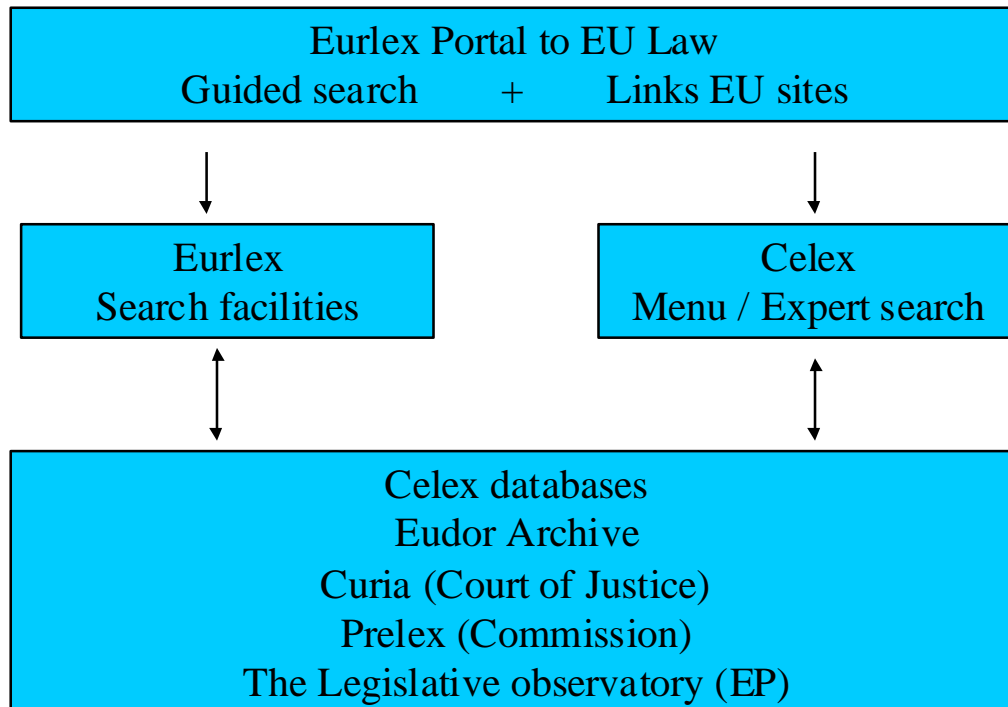 Eurlex Portal to EU Law
Guided search + Links EU sites
Eurlex
Search facilities
Celex
Menu / Expert search
Celex databases
Eudor Archive
Curia (Court of Justice)
Prelex (Commission)
The Legislative observatory (EP)